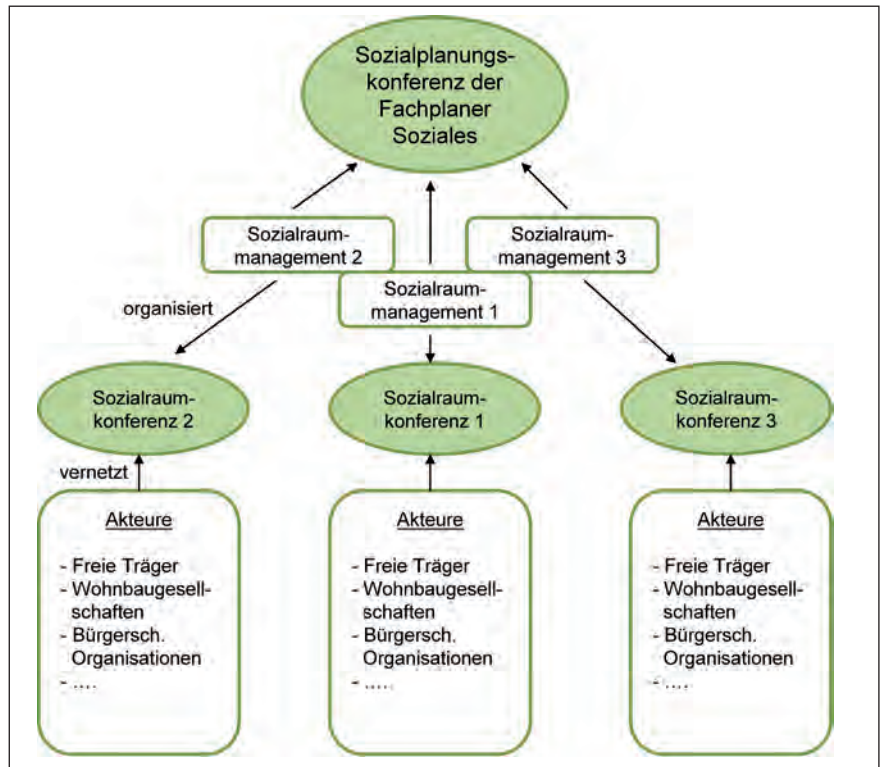 Sozialplanungs-
konferenz der
Fachplaner
Soziales
Sozialraum-
management 2
Sozialraum-
management 3
Sozialraum-
management 1
organisiert
Sozialraum-
konferenz 2
Sozialraum-
konferenz 1
Sozialraum-
konferenz 3
vernetzt
Akteure
- Freie Träger
- Wohnbaugesell-
schaften
- Bürgersch.
Organisationen
- ....
Akteure
- Freie Träger
- Wohnbaugesell-
schaften
- Bürgersch.
Organisationen
- .....
Akteure
- Freie Träger
- Wohnbaugesell-
schaften
- Bürgersch.
Organisationen
- ....